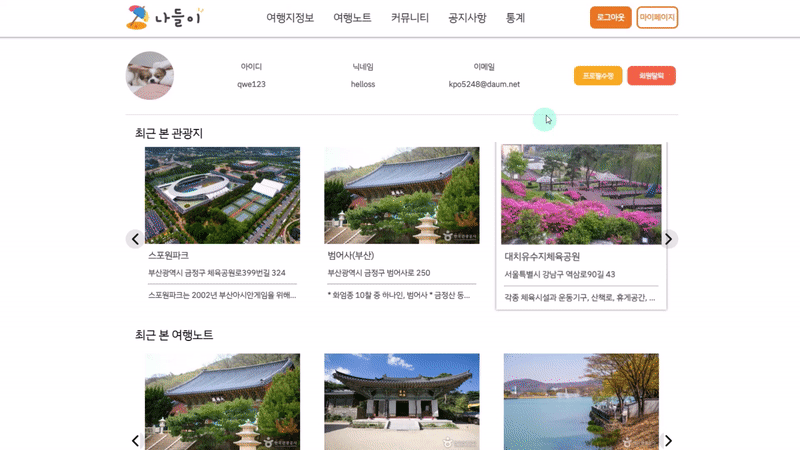 나들이
여행지정보 여행노트 커뮤니티 공지사항 통계
로그아웃 마이페이지
아이디 닉네임 이메일
qwe123 helloss kpo5248@daum.net
프로필수정 회원탈퇴
최근 본 관광지
스포원파크
부산광역시 금정구 체육공원로399번길 324
스포원파크는 2002년 부산아시안게임을 위해...
범어사(부산)
부산광역시 금정구 범어사로 250
* 화엄종 10찰 중 하나인, 범어사 * 금정산 동...
대치유수지체육공원
서울특별시 강남구 역삼로90길 43
각종 체육시설과 운동기구, 산책로, 휴게공간, ...
최근 본 여행노트